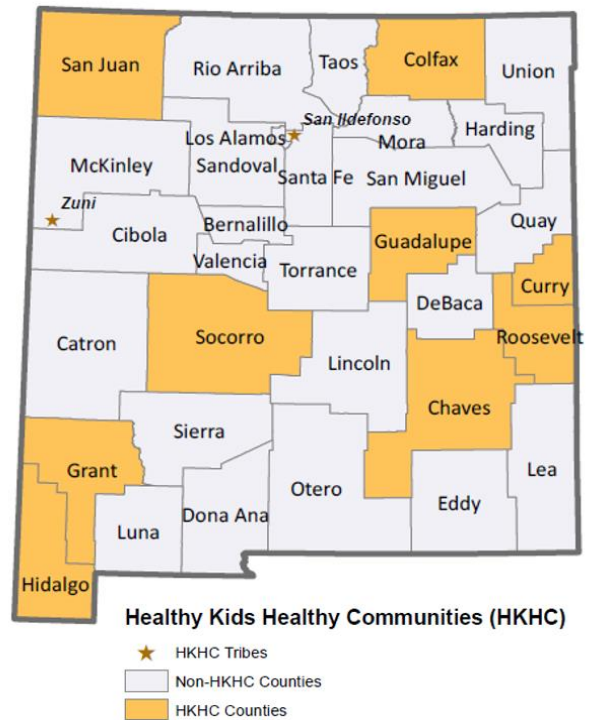 San Juan
Rio Arriba
Taos
Colfax
Union
San Ildefonso
Los Alamos
Mora
Harding
McKinley
Sandoval
Santa Fe
San Miguel
Zuni
Cibola
Bernalillo
Guadalupe
Quay
Valencia
Torrance
Curry
DeBaca
Catron
Socorro
Lincoln
Roosevelt
Chaves
Sierra
Grant
Lea
Otero
Eddy
Luna
Dona Ana
Hidalgo
Healthy Kids Healthy Communities (HKHC)
HKHC Tribes
Non-HKHC Counties
HKHC Counties